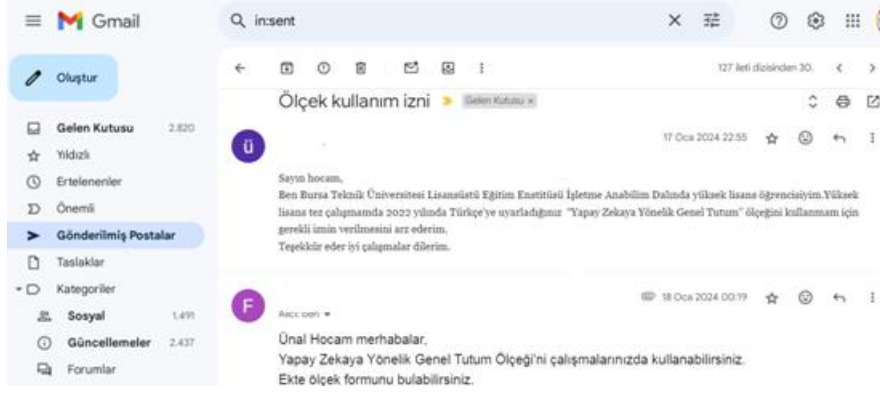 Gmail
in:sent
Oluştur
127 ileti dizisinden 30.
Ölçek kullanım izni
Gelen Kutusu x
Gelen Kutusu 2.820
Yıldızlı
Ertelenenler
Önemli
Gönderilmiş Postalar
Taslaklar
Kategoriler
Sosyal 1.491
Güncellemeler 2.437
Forumlar
ü
17 Oca 2024 22:55
Sayın hocam,
Ben Bursa Teknik Üniversitesi Lisansüstü Eğitim Enstitüsü İşletme Anabilim Dalında yüksek lisans öğrencisiyim.Yüksek
lisans tez çalışmamda 2022 yılında Türkçe'ye uyarladığınız "Yapay Zekaya Yönelik Genel Tutum" ölçeğini kullanmam için
gerekli iznin verilmesini arz ederim.
Teşekkür eder iyi çalışmalar dilerim.
F
18 Oca 2024 00:19
Alıcı: ben
Ünal Hocam merhabalar,
Yapay Zekaya Yönelik Genel Tutum Ölçeği'ni çalışmalarınızda kullanabilirsiniz.
Ekte ölçek formunu bulabilirsiniz.